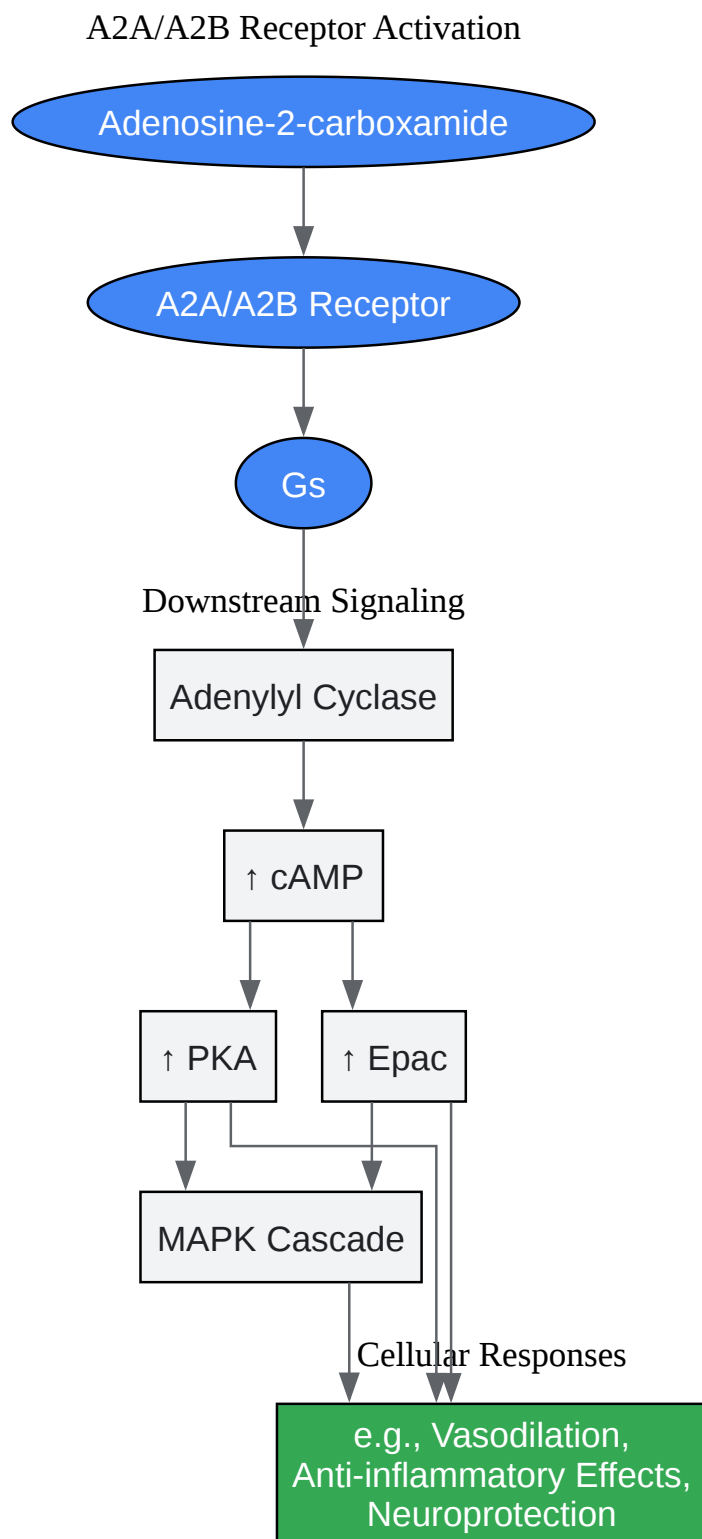 A2A/A2B Receptor Activation
Adenosine-2-carboxamide
A2A/A2B Receptor
Gs
Downstream Signaling
Adenylyl Cyclase
↑ cAMP
↑ PKA
↑ Epac
MAPK Cascade
Cellular Responses
e.g., Vasodilation,
Anti-inflammatory Effects,
Neuroprotection